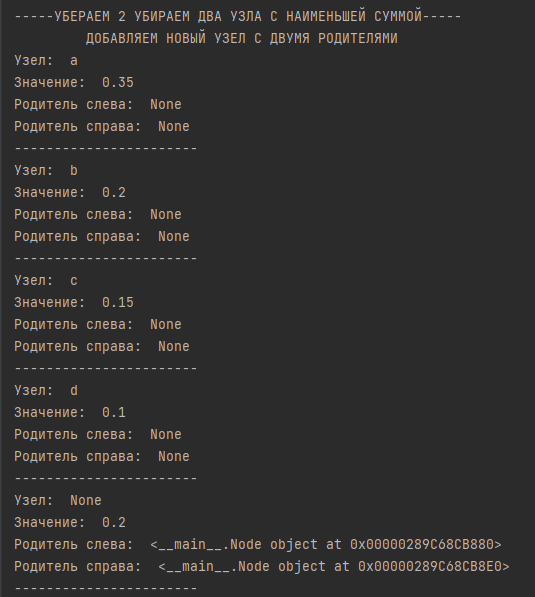 -----УБЕРАЕМ 2 УБИРАЕМ ДВА УЗЛА С НАИМЕНЬШЕЙ СУММОЙ-----
ДОБАВЛЯЕМ НОВЫЙ УЗЕЛ С ДВУМЯ РОДИТЕЛЯМИ
Узел:  a
Значение:  0.35
Родитель слева:  None
Родитель справа:  None
-----------------------
Узел:  b
Значение:  0.2
Родитель слева:  None
Родитель справа:  None
-----------------------
Узел:  c
Значение:  0.15
Родитель слева:  None
Родитель справа:  None
-----------------------
Узел:  d
Значение:  0.1
Родитель слева:  None
Родитель справа:  None
-----------------------
Узел:  None
Значение:  0.2
Родитель слева:  <__main__.Node object at 0x00000289C68CB880>
Родитель справа:  <__main__.Node object at 0x00000289C68CB8E0>
-----------------------